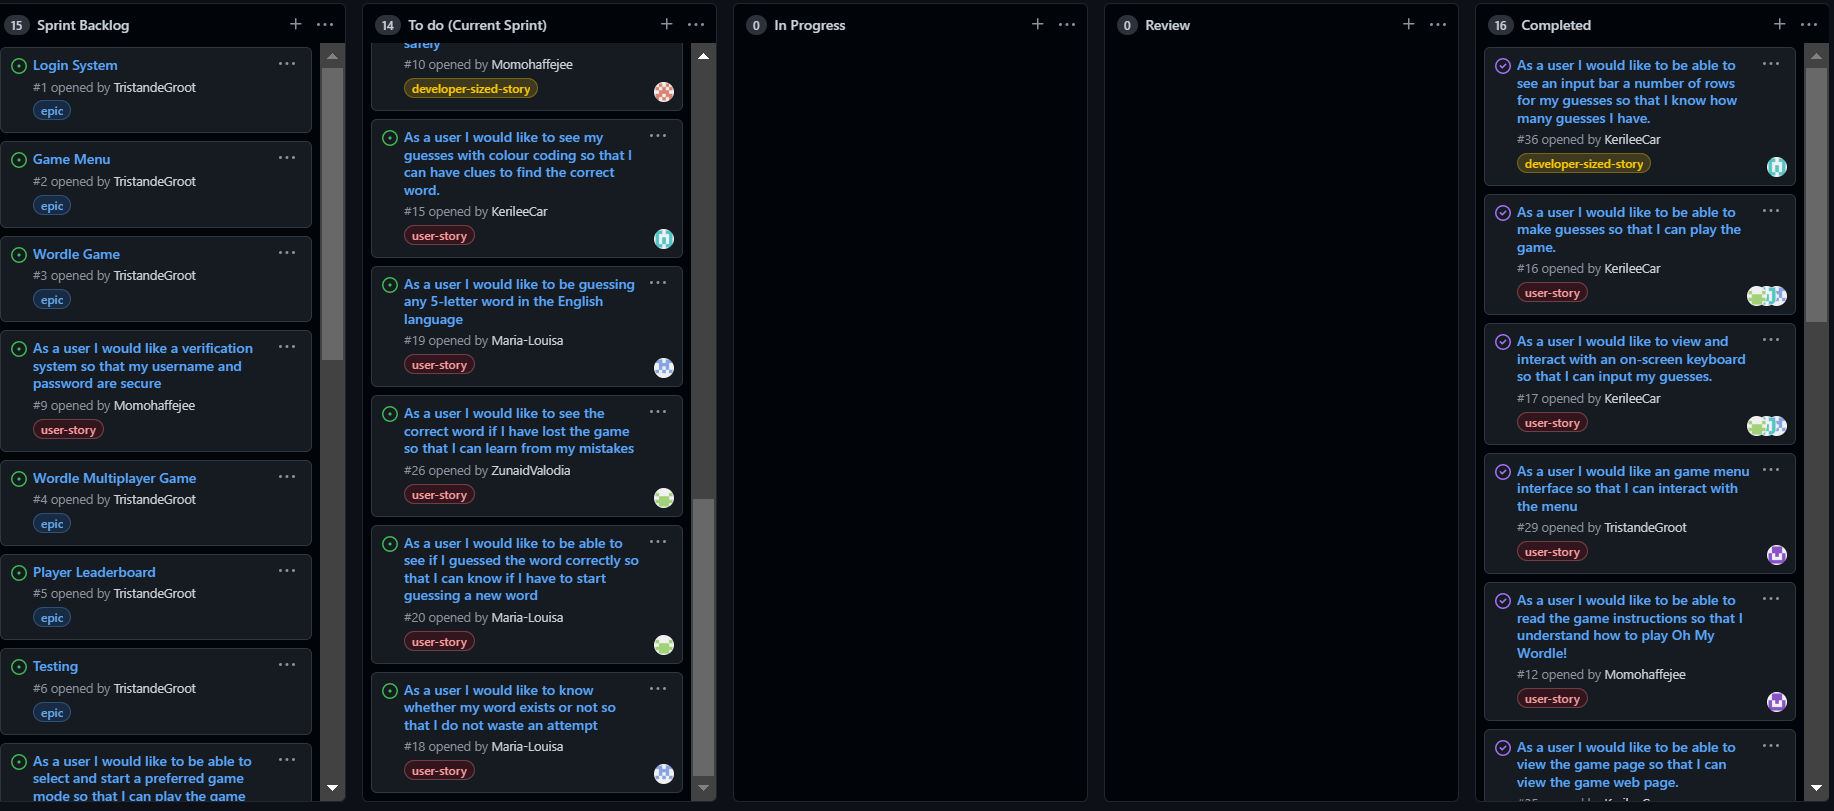 15 Sprint Backlog
Login System
#1 opened by TristandeGroot
epic
Game Menu
#2 opened by TristandeGroot
epic
Wordle Game
#3 opened by TristandeGroot
epic
As a user I would like a verification
system so that my username and
password are secure
#9 opened by Momohaffejee
user-story
Wordle Multiplayer Game
#4 opened by TristandeGroot
epic
Player Leaderboard
#5 opened by TristandeGroot
epic
Testing
#6 opened by TristandeGroot
epic
As a user I would like to be able to
select and start a preferred game
mode so that I can play the game
14 To do (Current Sprint)
safely
#10 opened by Momohaffejee
developer-sized-story
As a user I would like to see my
guesses with colour coding so that I
can have clues to find the correct
word.
#15 opened by KerileeCar
user-story
As a user I would like to be guessing
any 5-letter word in the English
language
#19 opened by Maria-Louisa
user-story
As a user I would like to see the
correct word if I have lost the game
so that I can learn from my mistakes
#26 opened by ZunaidValodia
user-story
As a user I would like to be able to
see if I guessed the word correctly so
that I can know if I have to start
guessing a new word
#20 opened by Maria-Louisa
user-story
As a user I would like to know
whether my word exists or not so
that I do not waste an attempt
#18 opened by Maria-Louisa
user-story
0 In Progress
0 Review
16 Completed
As a user I would like to be able to
see an input bar a number of rows
for my guesses so that I know how
many guesses I have.
#36 opened by KerileeCar
developer-sized-story
As a user I would like to be able to
make guesses so that I can play the
game.
#16 opened by KerileeCar
user-story
As a user I would like to view and
interact with an on-screen keyboard
so that I can input my guesses.
#17 opened by KerileeCar
user-story
As a user I would like an game menu
interface so that I can interact with
the menu
#29 opened by TristandeGroot
user-story
As a user I would like to be able to
read the game instructions so that I
understand how to play Oh My
Wordle!
#12 opened by Momohaffejee
user-story
As a user I would like to be able to
view the game page so that I can
view the game web page.